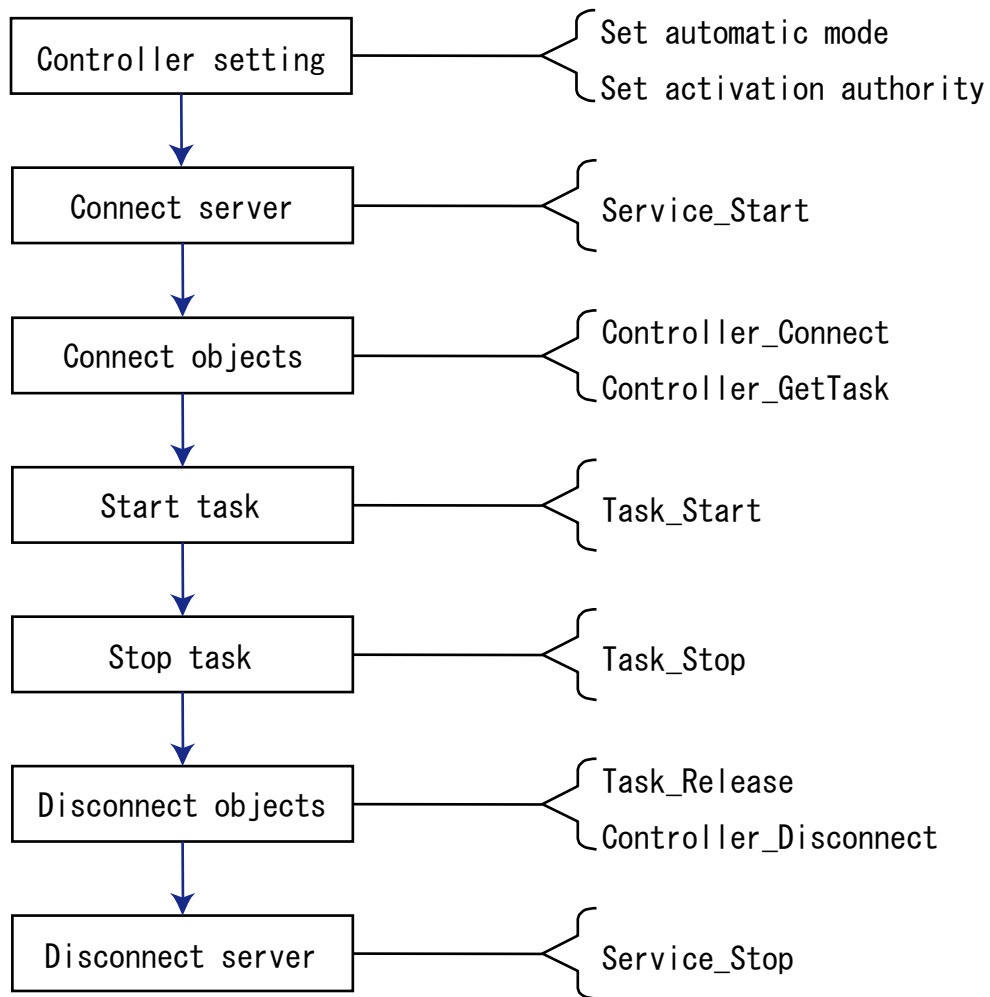 Controller setting
Set automatic mode
Set activation authority
Connect server
Service_Start
Connect objects
Controller_Connect
Controller_GetTask
Start task
Task_Start
Stop task
Task_Stop
Disconnect objects
Task_Release
Controller_Disconnect
Disconnect server
Service_Stop